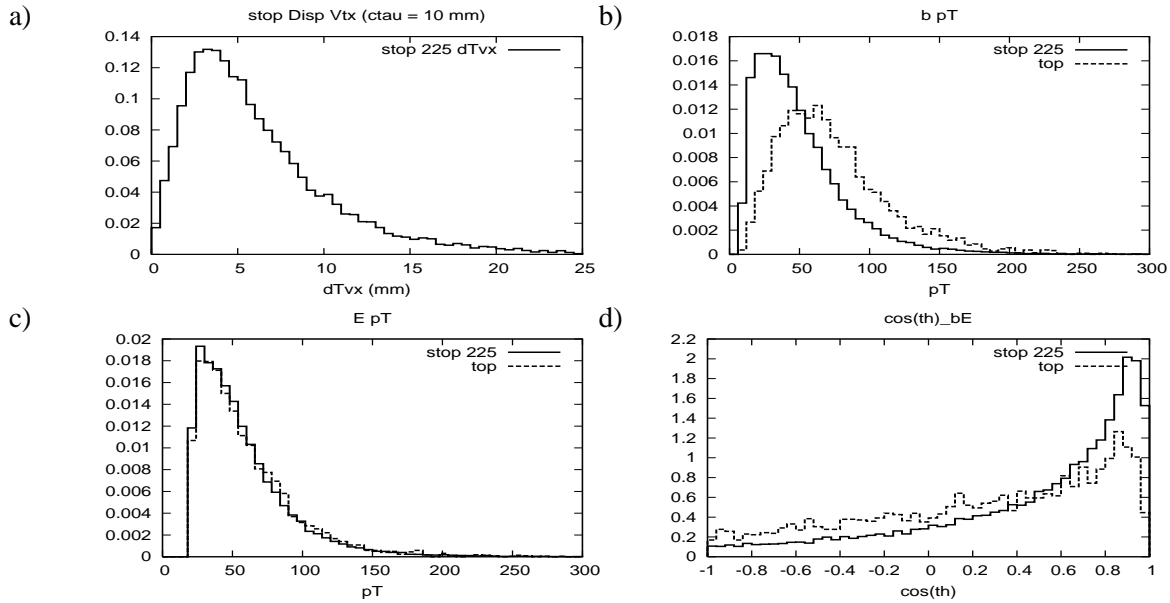 a)
stop Disp Vtx (ctau = 10 mm)
stop 225 dTvx
0.14
0.12
0.1
0.08
0.06
0.04
0.02
0
0 5 10 15 20 25
dTvx (mm)
b)
b pT
stop 225
top
0.018
0.016
0.014
0.012
0.01
0.008
0.006
0.004
0.002
0
0 50 100 150 200 250 300
pT
c)
E pT
stop 225
top
0.02
0.018
0.016
0.014
0.012
0.01
0.008
0.006
0.004
0.002
0
0 50 100 150 200 250 300
pT
d)
cos(th)_bE
stop 225
top
2.2
2
1.8
1.6
1.4
1.2
1
0.8
0.6
0.4
0.2
0
-1 -0.8 -0.6 -0.4 -0.2 0 0.2 0.4 0.6 0.8 1
cos(th)